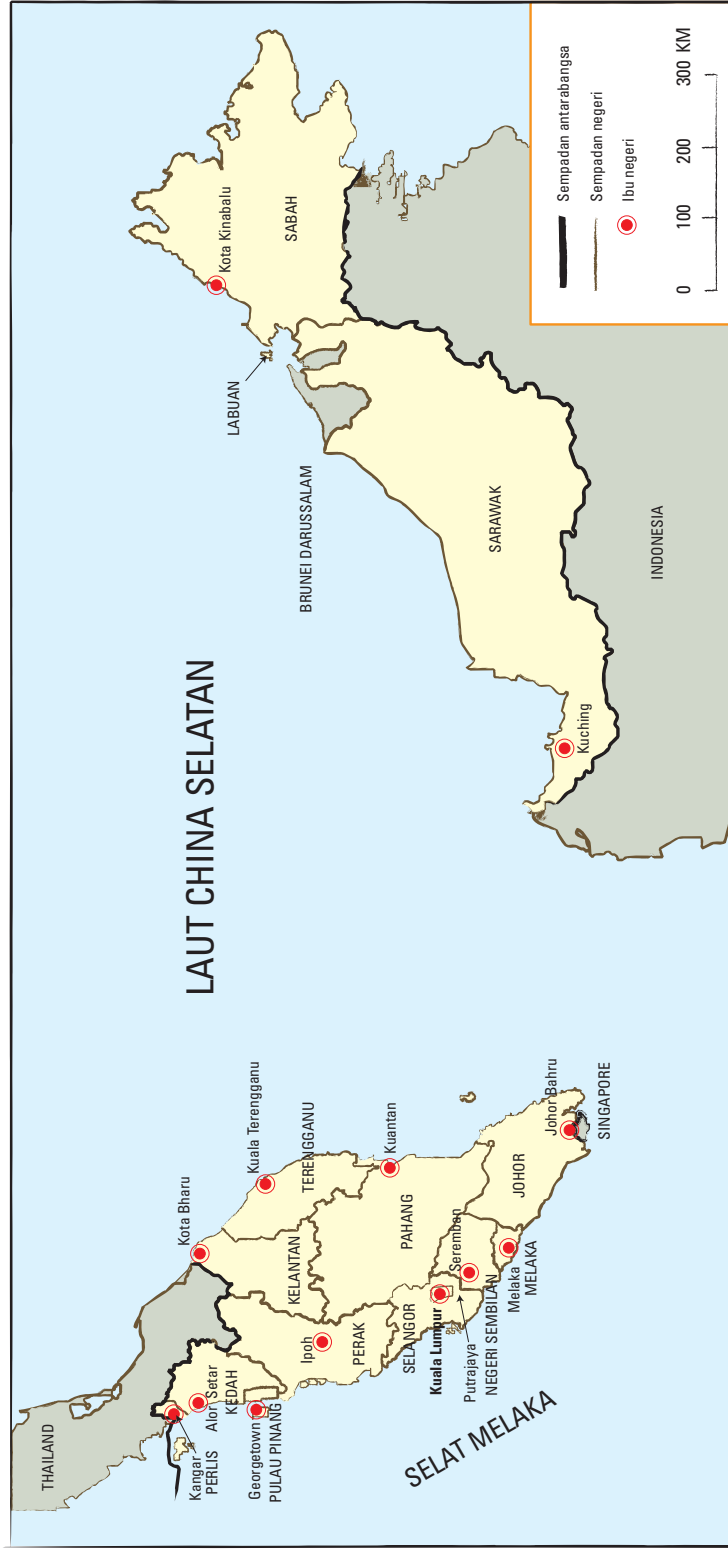 THAILAND
Kangar
PERLIS
Alor Setar
KEDAH
Georgetown
PULAU PINANG
Kota Bharu
KELANTAN
Kuala Terengganu
TERENGGANU
Ipoh
PERAK
Kuantan
PAHANG
SELANGOR
Kuala Lumpur
Putrajaya
Seremban
NEGERI SEMBILAN
Melaka
MELAKA
JOHOR
Johor Bahru
SINGAPORE
SELAT MELAKA
LAUT CHINA SELATAN
Kota Kinabalu
SABAH
LABUAN
BRUNEI DARUSSALAM
SARAWAK
Kuching
INDONESIA
Sempadan antarabangsa
Sempadan negeri
Ibu negeri
0 100 200 300 KM